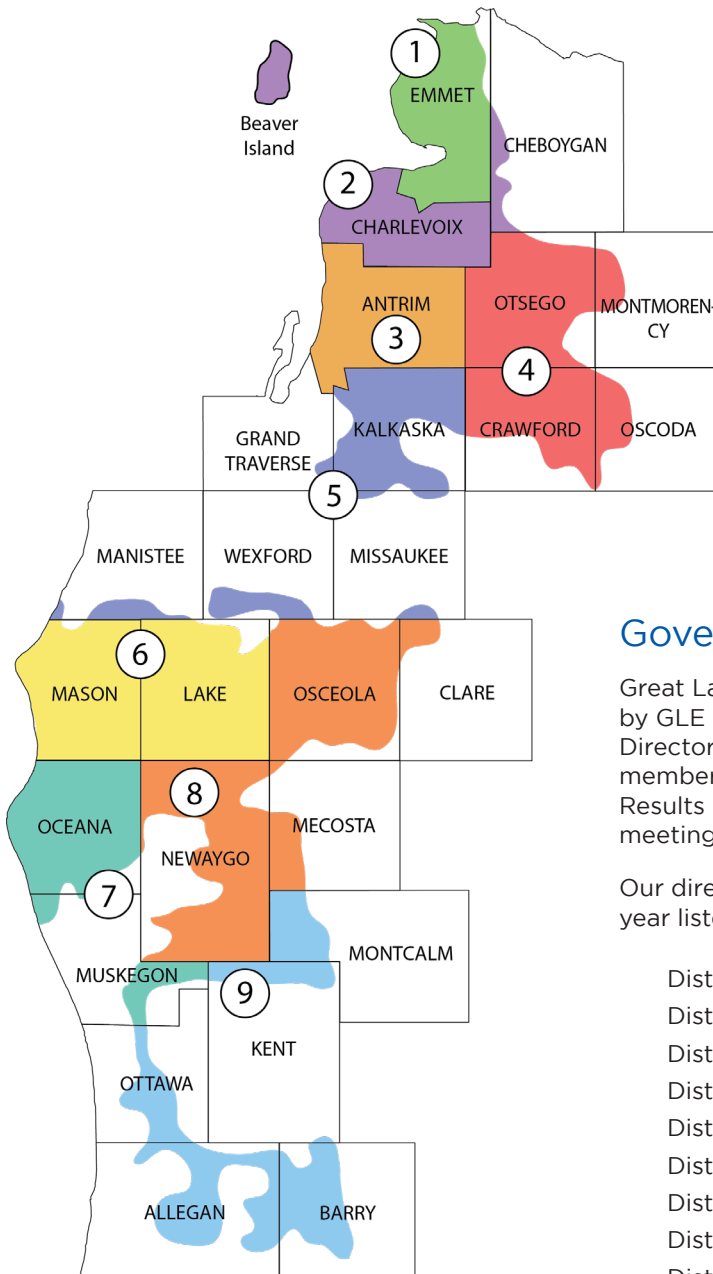 1
EMMET
Beaver
Island
CHEBOYGAN
2
CHARLEVOIX
ANTRIM
3
OTSEGO
MONTMOREN-
CY
4
GRAND
TRAVERSE
KALKASKA
CRAWFORD
OSCODA
5
MANISTEE
WEXFORD
MISSAUKEE
6
MASON
LAKE
OSCEOLA
CLARE
8
OCEANA
NEWAYGO
MECOSTA
7
MUSKEGON
MONTCALM
9
KENT
OTTAWA
ALLEGAN
BARRY
Gove
Great La
by GLE
Director
member
Results
meeting
Our dire
year liste
Dist
Dist
Dist
Dist
Dist
Dist
Dist
Dist